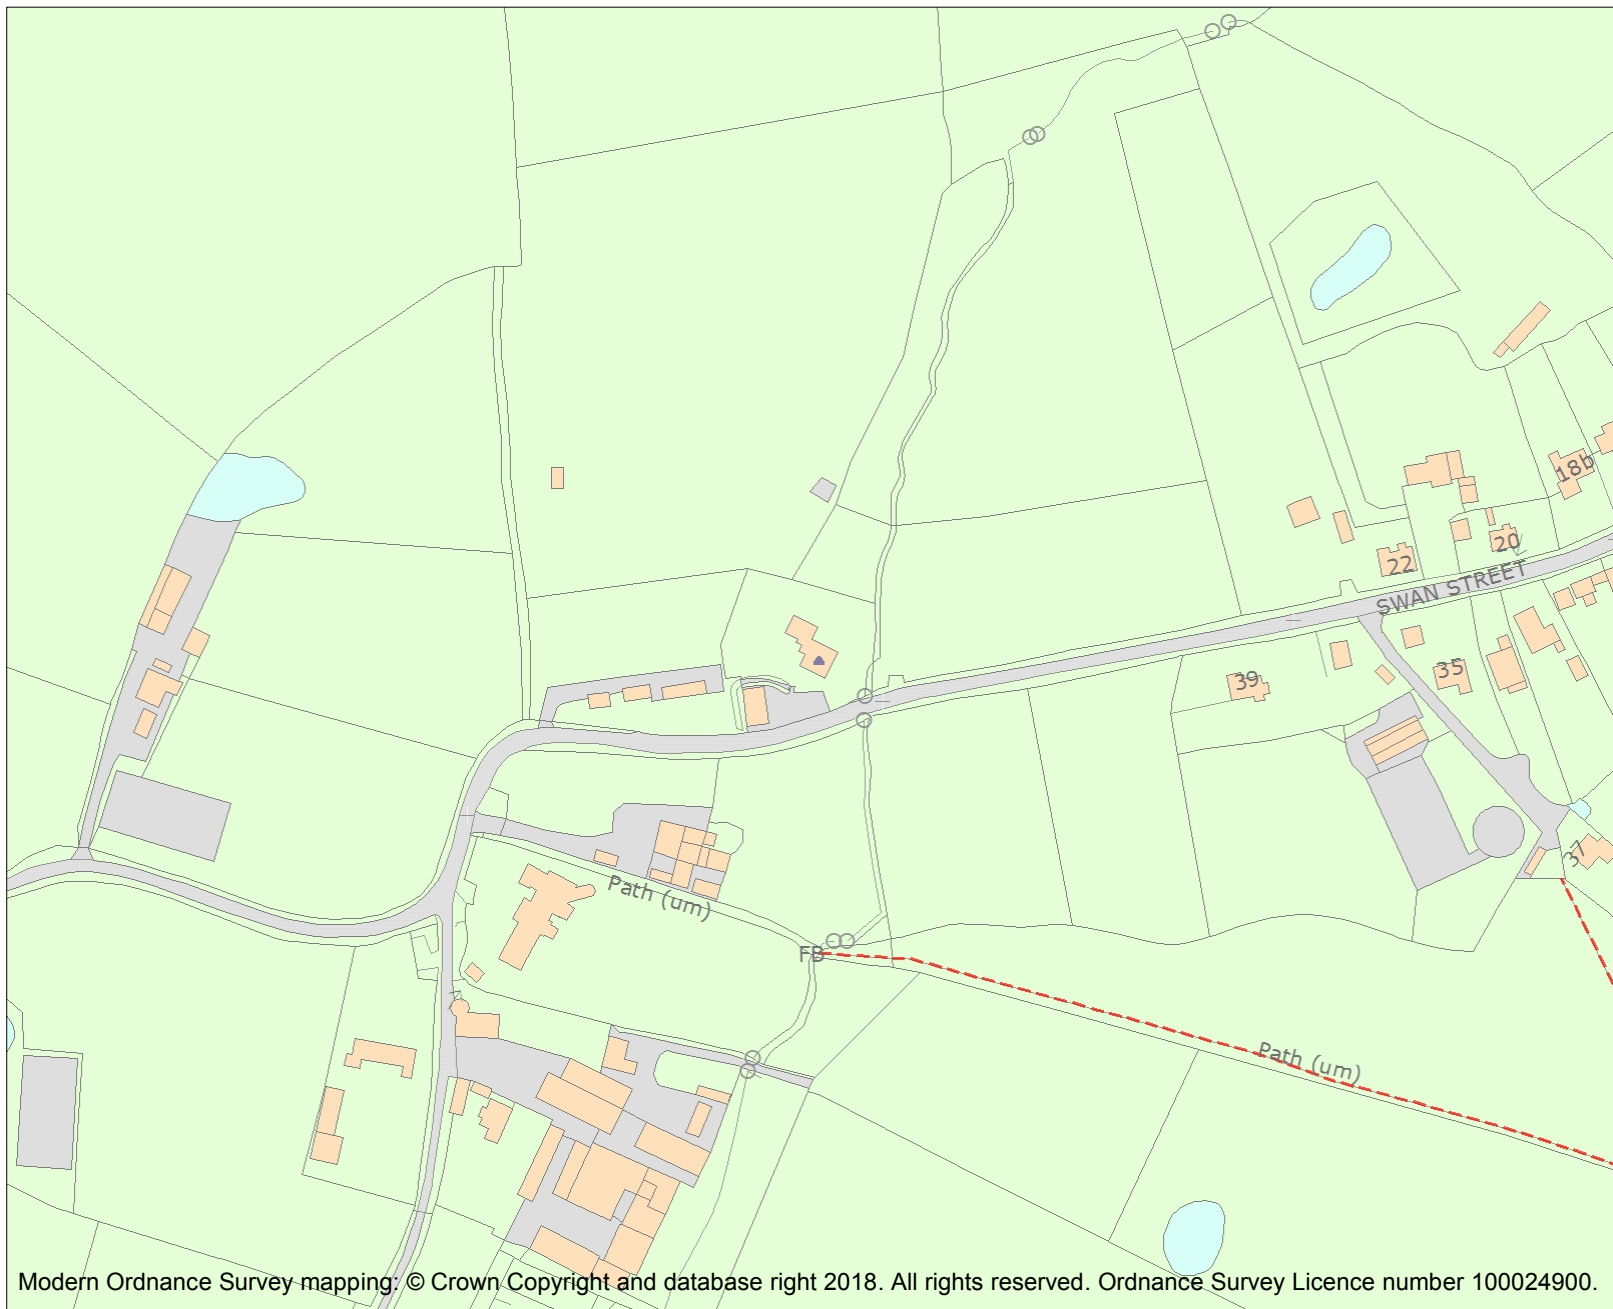 18b
20
22
SWAN STREET
39
35
37
Path (um)
FB
Path (um)
Modern Ordnance Survey mapping: © Crown Copyright and database right 2018. All rights reserved. Ordnance Survey Licence number 100024900.